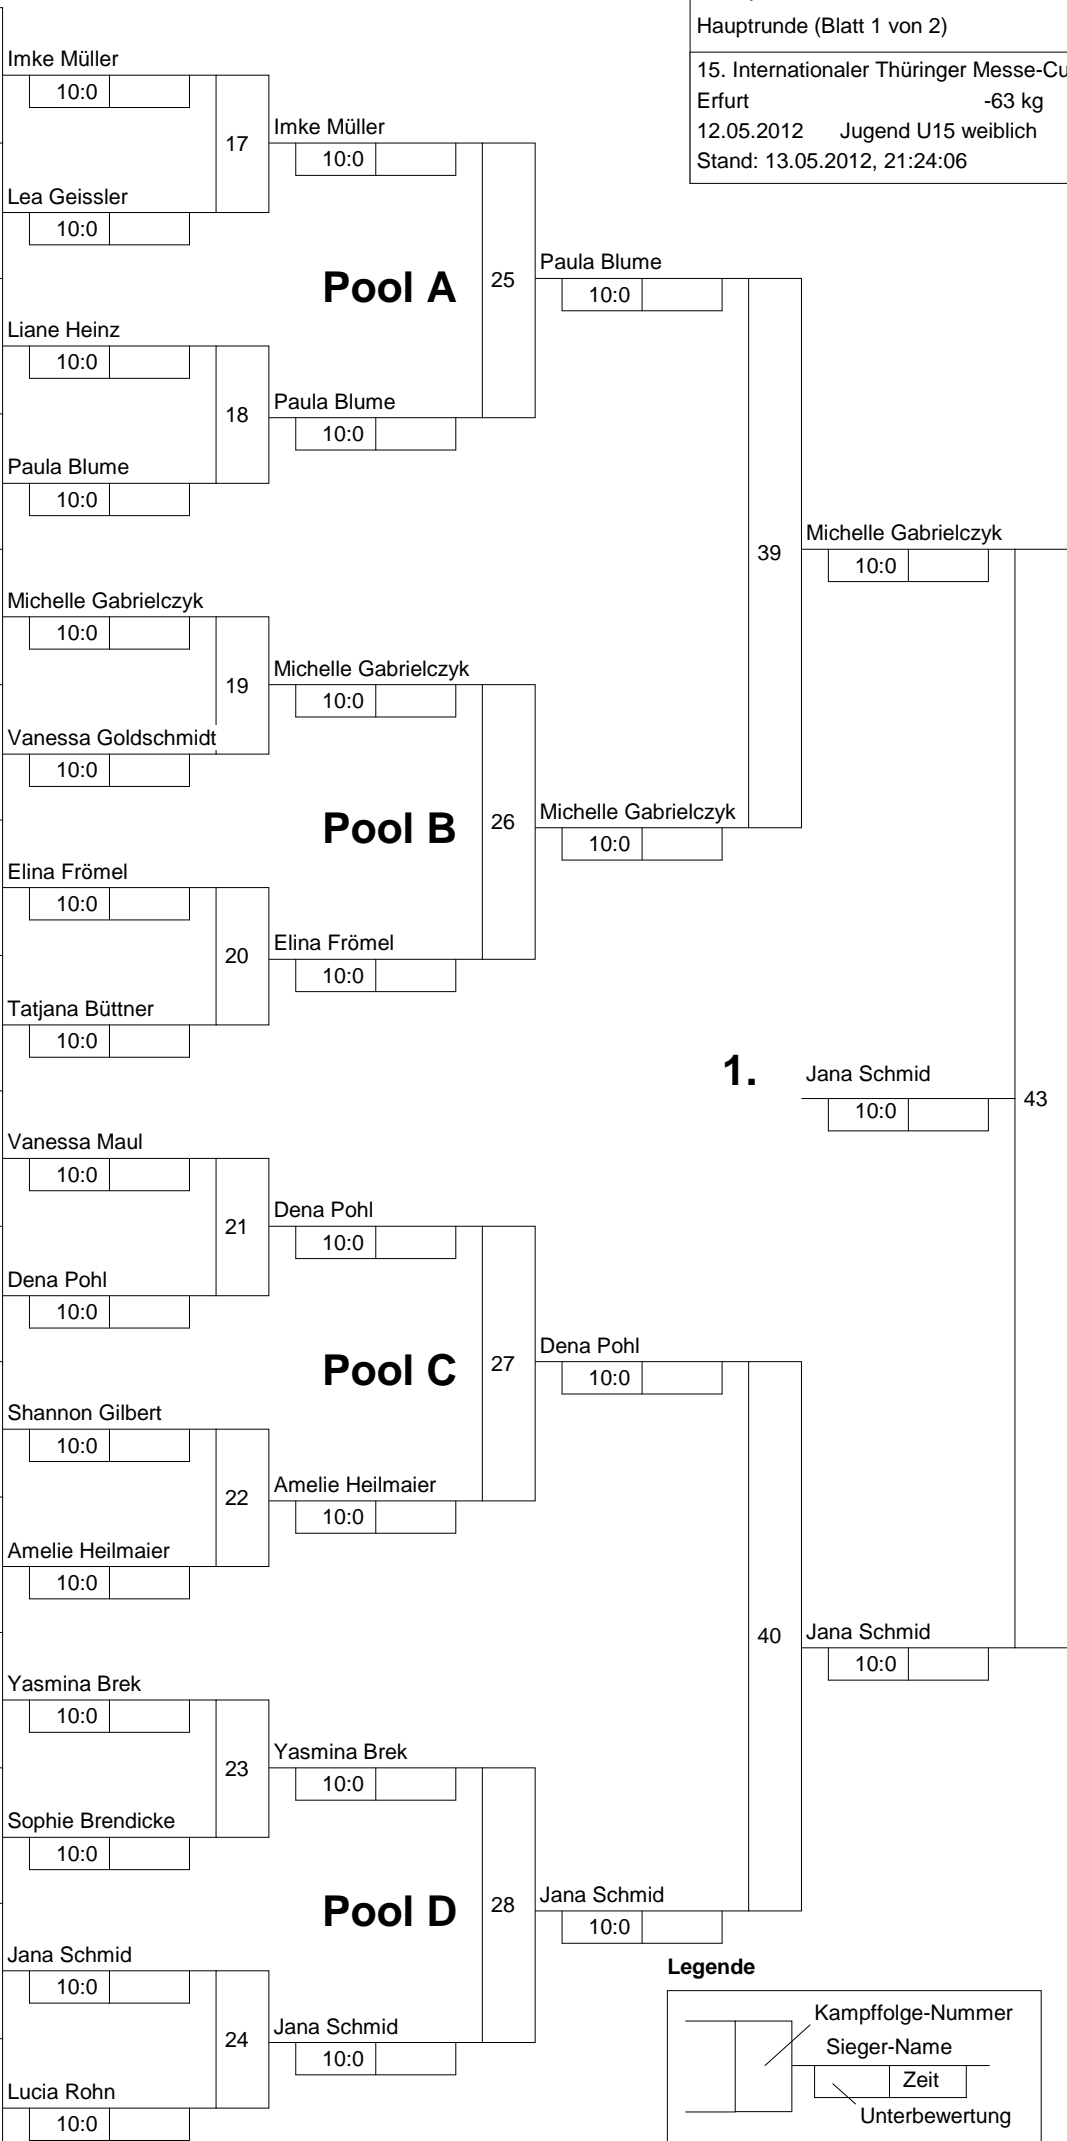 Hauptrunde (Blatt 1 von 2)
15. Internationaler Thüringer Messe-Cu
Erfurt -63 kg
12.05.2012 Jugend U15 weiblich
Stand: 13.05.2012, 21:24:06
Imke Müller
10:0
17
Imke Müller
10:0
Lea Geissler
10:0
Pool A
25
Paula Blume
10:0
Liane Heinz
10:0
18
Paula Blume
10:0
Paula Blume
10:0
39
Michelle Gabrielczyk
10:0
Michelle Gabrielczyk
10:0
19
Michelle Gabrielczyk
10:0
Vanessa Goldschmidt
10:0
Pool B
26
Michelle Gabrielczyk
10:0
Elina Frömel
10:0
20
Elina Frömel
10:0
Tatjana Büttner
10:0
1.
Jana Schmid
10:0
43
Vanessa Maul
10:0
21
Dena Pohl
10:0
Dena Pohl
10:0
Pool C
27
Dena Pohl
10:0
Shannon Gilbert
10:0
22
Amelie Heilmaier
10:0
Amelie Heilmaier
10:0
40
Jana Schmid
10:0
Yasmina Brek
10:0
23
Yasmina Brek
10:0
Sophie Brendicke
10:0
Pool D
28
Jana Schmid
10:0
Jana Schmid
10:0
24
Jana Schmid
10:0
Lucia Rohn
10:0
Legende
Kampffolge-Nummer
Sieger-Name
Zeit
Unterbewertung